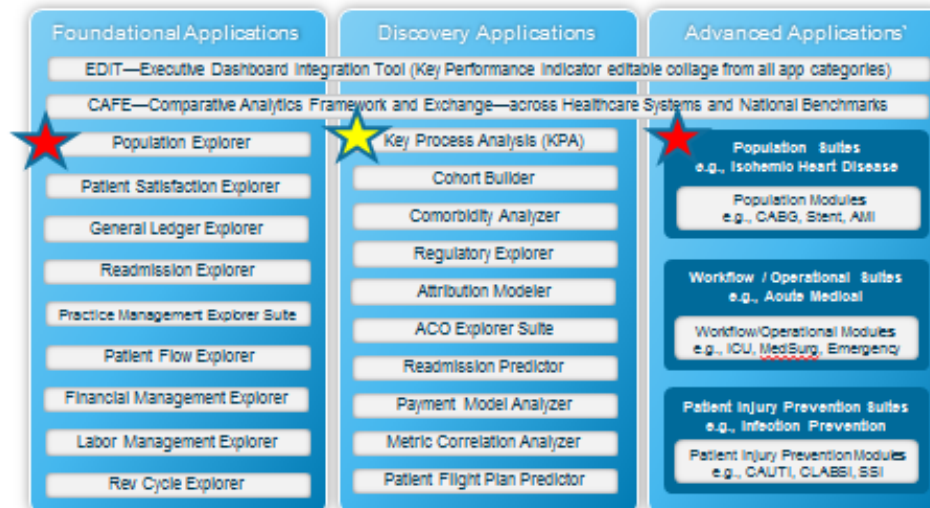 Foundational Applications
Discovery Applications
Advanced Applications*
EDIT—Executive Dashboard Integration Tool (Key Performance Indicator editable collage from all app categories)
CAFE—Comparative Analytics Framework and Exchange—across Healthcare Systems and National Benchmarks
Population Explorer
Patient Satisfaction Explorer
General Ledger Explorer
Readmission Explorer
Practice Management Explorer Suite
Patient Flow Explorer
Financial Management Explorer
Labor Management Explorer
Rev Cycle Explorer
Key Process Analysis (KPA)
Cohort Builder
Comorbidity Analyzer
Regulatory Explorer
Attribution Modeler
ACO Explorer Suite
Readmission Predictor
Payment Model Analyzer
Metric Correlation Analyzer
Patient Flight Plan Predictor
Population Suites
e.g., Ischemic Heart Disease
Population Modules
e.g., CABG, Stent, AMI
Workflow / Operational Suites
e.g., Acute Medical
Workflow/Operational Modules
e.g., ICU, MedSurg, Emergency
Patient Injury Prevention Suites
e.g., Infection Prevention
Patient Injury Prevention Modules
e.g., CAUTI, CLABSI, SSI